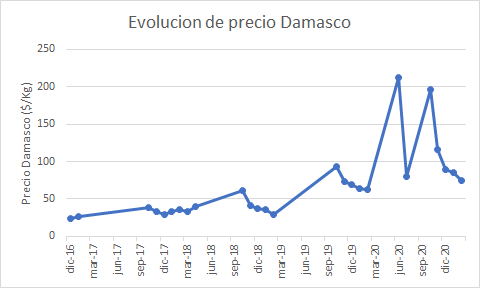 Evolucion de precio Damasco
Precio Damasco ($/Kg)
250
200
150
100
50
0
dic-16
mar-17
jun-17
sep-17
dic-17
mar-18
jun-18
sep-18
dic-18
mar-19
jun-19
sep-19
dic-19
mar-20
jun-20
sep-20
dic-20